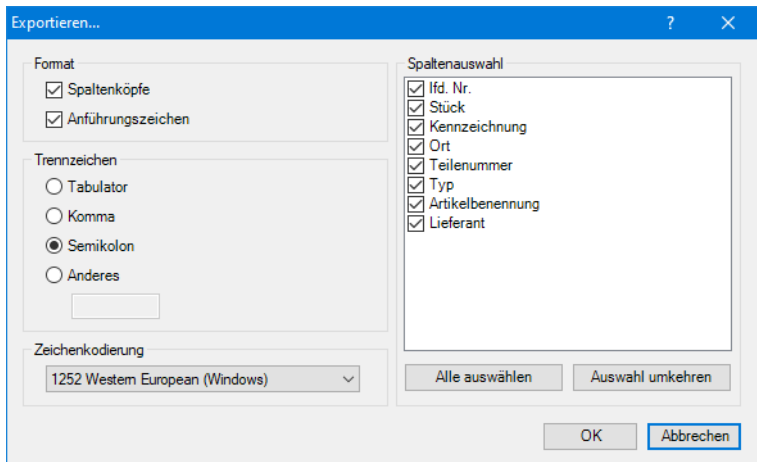 Exportieren...
?
Format
Spaltenköpfe
Anführungszeichen
Trennzeichen
Tabulator
Komma
Semikolon
Anderes
Zeichenkodierung
1252 Western European (Windows)
Spaltenauswahl
lfd. Nr.
Stück
Kennzeichnung
Ort
Teilenummer
Typ
Artikelbenennung
Lieferant
Alle auswählen
Auswahl umkehren
OK
Abbrechen